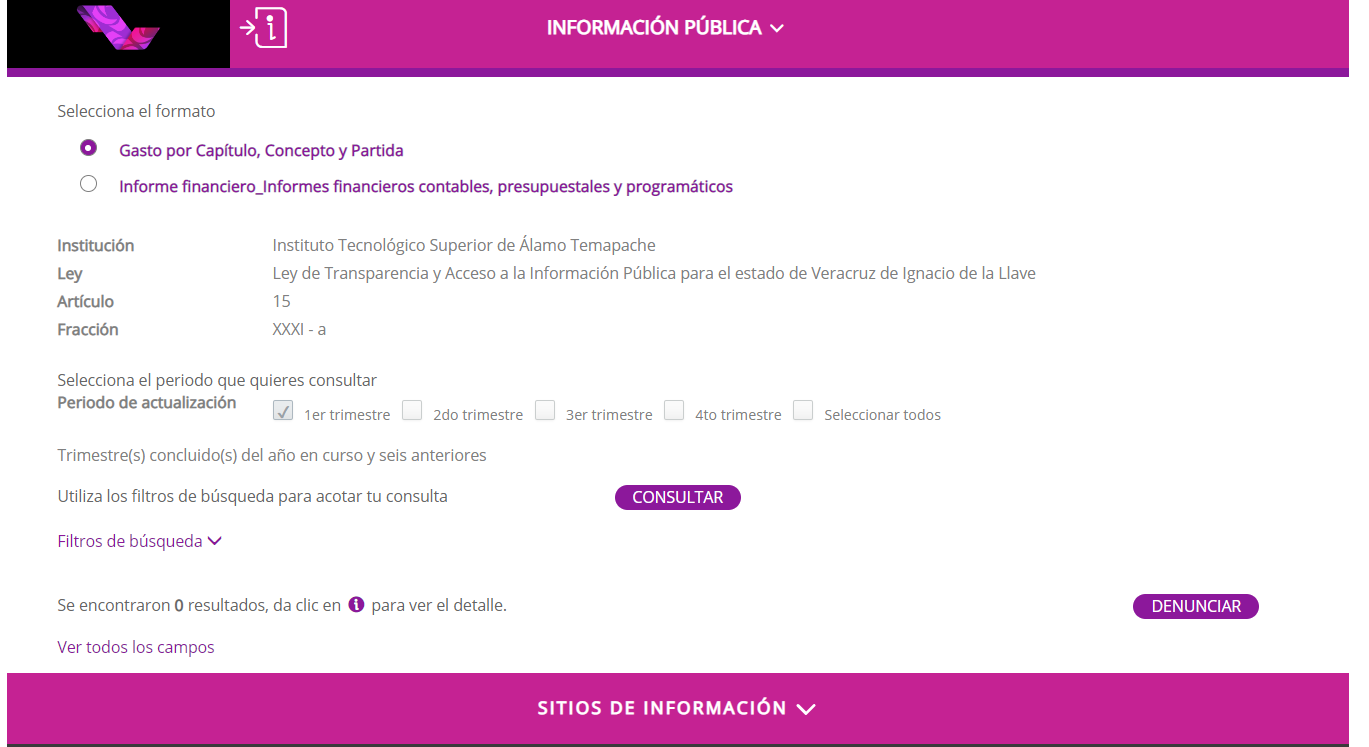 INFORMACIÓN PÚBLICA
Selecciona el formato
Gasto por Capítulo, Concepto y Partida
Informe financiero_Informes financieros contables, presupuestales y programáticos
Institución Instituto Tecnológico Superior de Álamo Temapache
Ley Ley de Transparencia y Acceso a la Información Pública para el estado de Veracruz de Ignacio de la Llave
Artículo 15
Fracción XXXI - a
Selecciona el periodo que quieres consultar
Periodo de actualización 1er trimestre 2do trimestre 3er trimestre 4to trimestre Seleccionar todos
Trimestre(s) concluido(s) del año en curso y seis anteriores
Utiliza los filtros de búsqueda para acotar tu consulta CONSULTAR
Filtros de búsqueda
Se encontraron 0 resultados, da clic en i para ver el detalle. DENUNCIAR
Ver todos los campos
SITIOS DE INFORMACIÓN